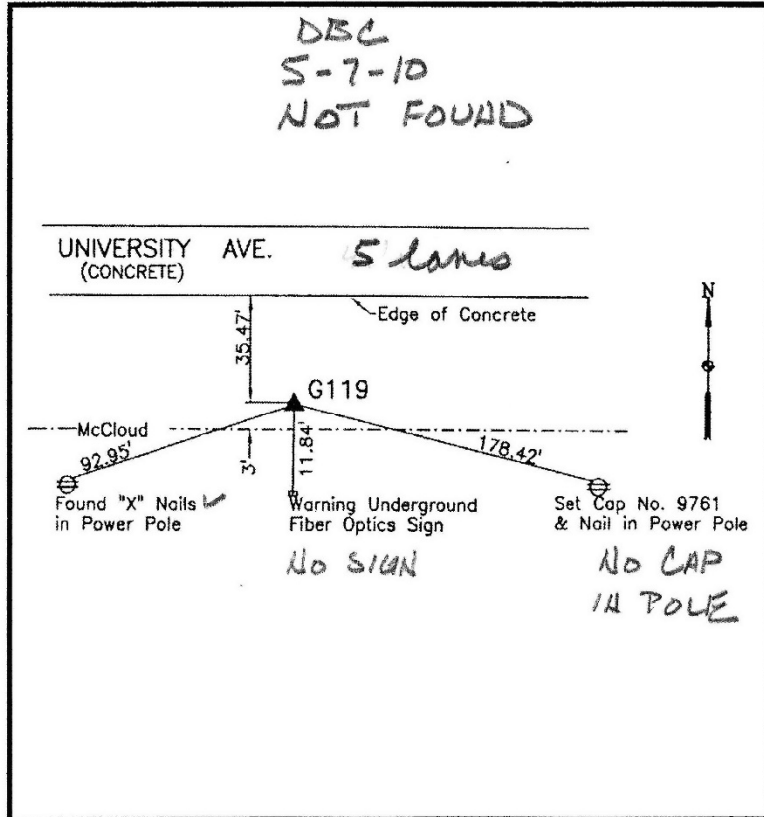 DBC
5-7-10
NOT FOUND
UNIVERSITY AVE. 5 lanes
(CONCRETE)
Edge of Concrete
N
35.47'
G119
McCloud
92.95'
3'
11.84'
178.42'
Found "X" Nails ✓
in Power Pole
Warning Underground
Fiber Optics Sign
Set Cap No. 9761
& Nail in Power Pole
NO SIGN
NO CAP
IN POLE